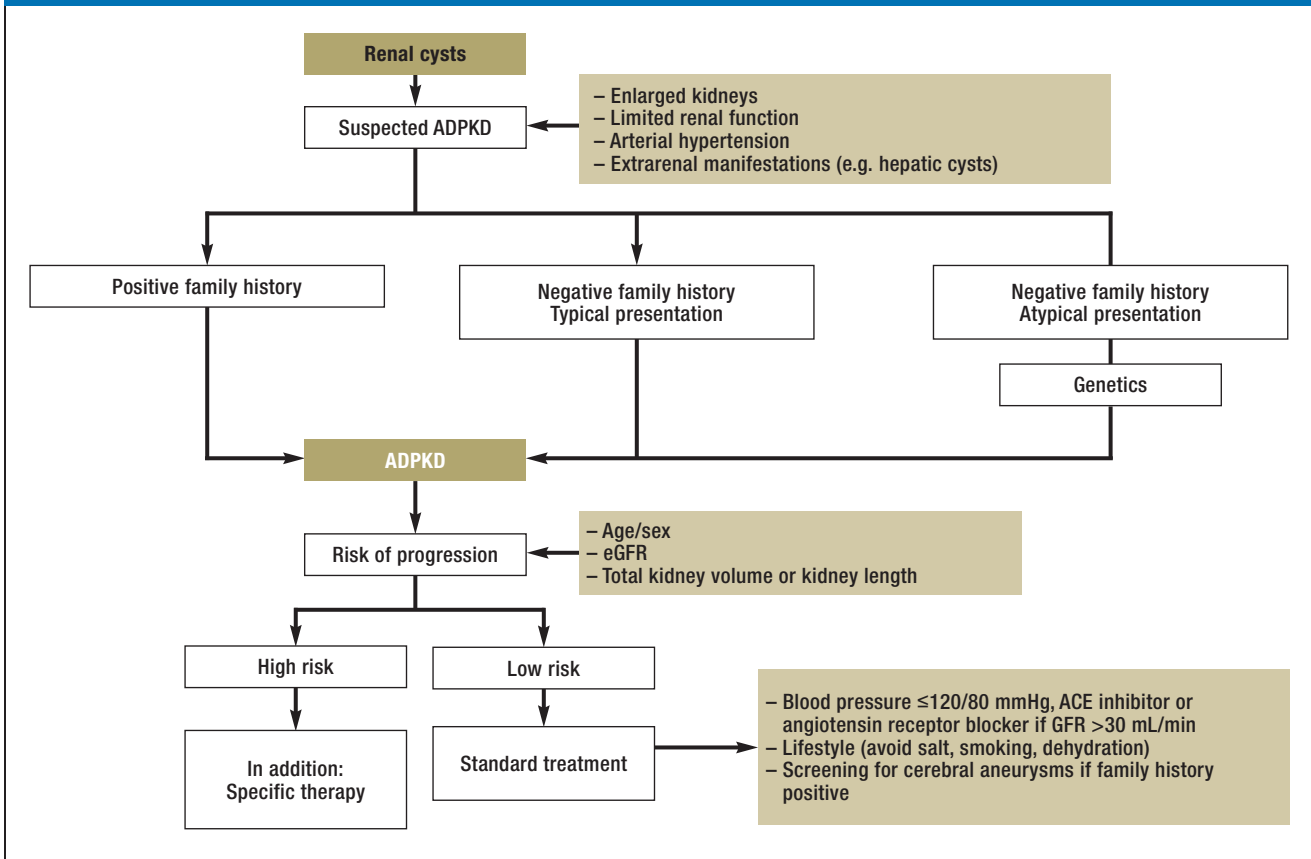 Renal cysts
Suspected ADPKD
– Enlarged kidneys
– Limited renal function
– Arterial hypertension
– Extrarenal manifestations (e.g. hepatic cysts)
Positive family history
Negative family history
Typical presentation
Negative family history
Atypical presentation
Genetics
ADPKD
Risk of progression
– Age/sex
– eGFR
– Total kidney volume or kidney length
High risk
Low risk
In addition:
Specific therapy
Standard treatment
– Blood pressure ≤120/80 mmHg, ACE inhibitor or
angiotensin receptor blocker if GFR >30 mL/min
– Lifestyle (avoid salt, smoking, dehydration)
– Screening for cerebral aneurysms if family history
positive